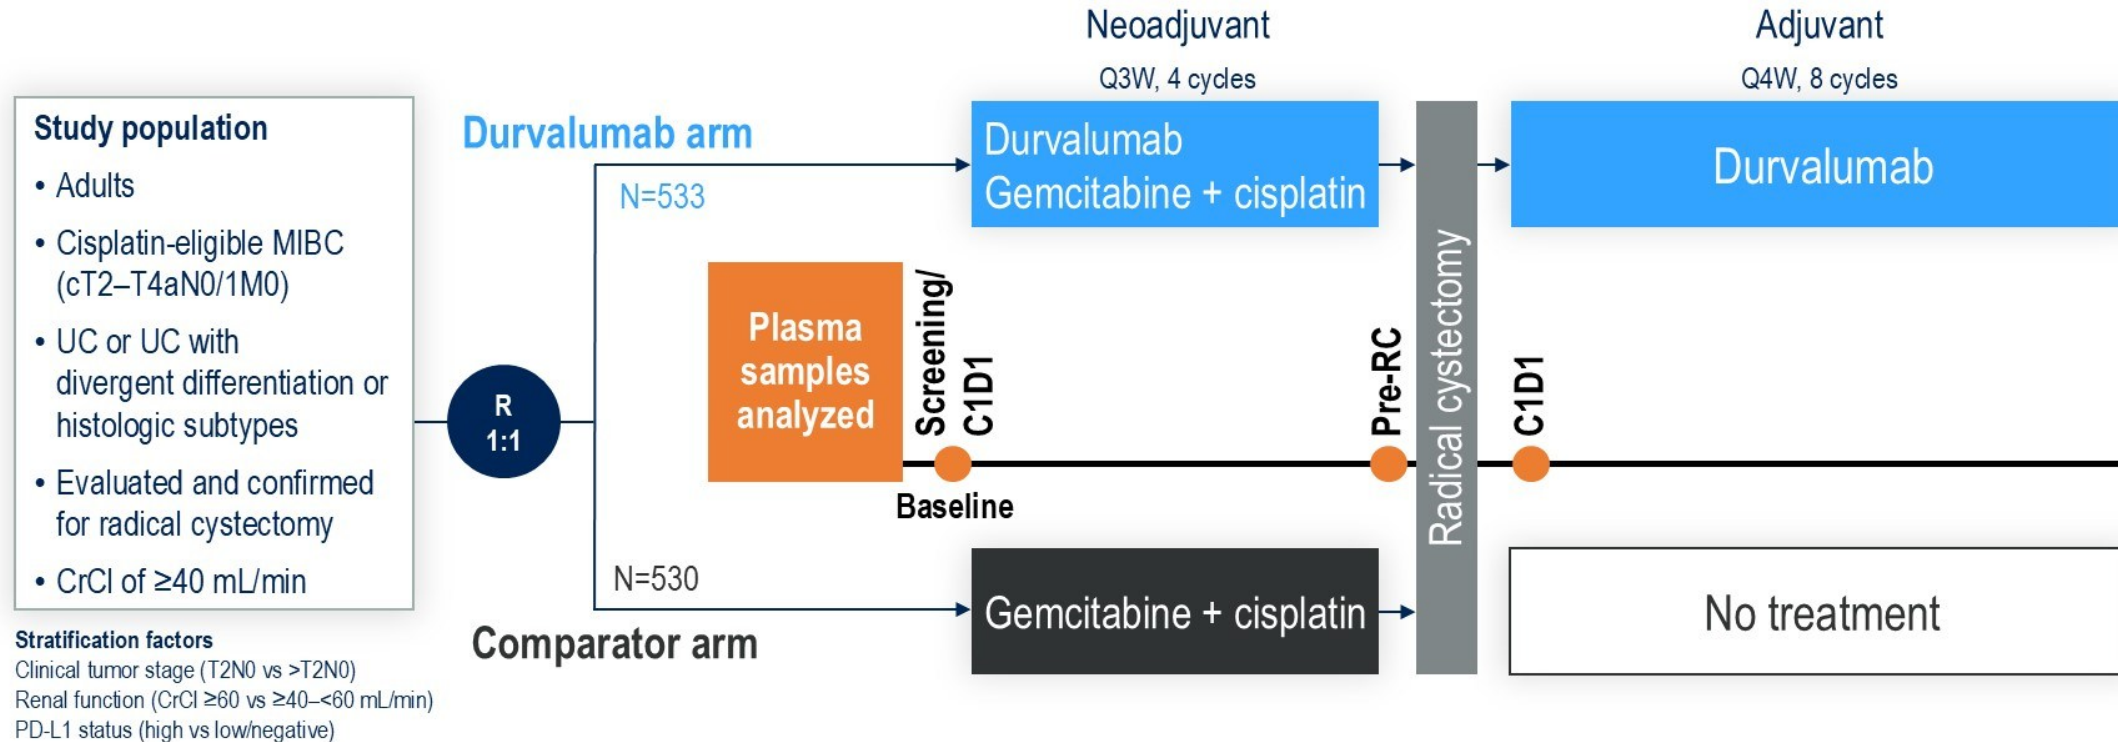 Neoadjuvant
Q3W, 4 cycles
Adjuvant
Q4W, 8 cycles
Study population
• Adults
• Cisplatin-eligible MIBC
(cT2–T4aN0/1M0)
• UC or UC with
divergent differentiation or
histologic subtypes
• Evaluated and confirmed
for radical cystectomy
• CrCl of ≥40 mL/min
Stratification factors
Clinical tumor stage (T2N0 vs >T2N0)
Renal function (CrCl ≥60 vs ≥40–<60 mL/min)
PD-L1 status (high vs low/negative)
R
1:1
Durvalumab arm
N=533
Durvalumab
Gemcitabine + cisplatin
Durvalumab
Plasma
samples
analyzed
Screening/
C1D1
Baseline
Pre-RC
Radical cystectomy
C1D1
N=530
Comparator arm
Gemcitabine + cisplatin
No treatment